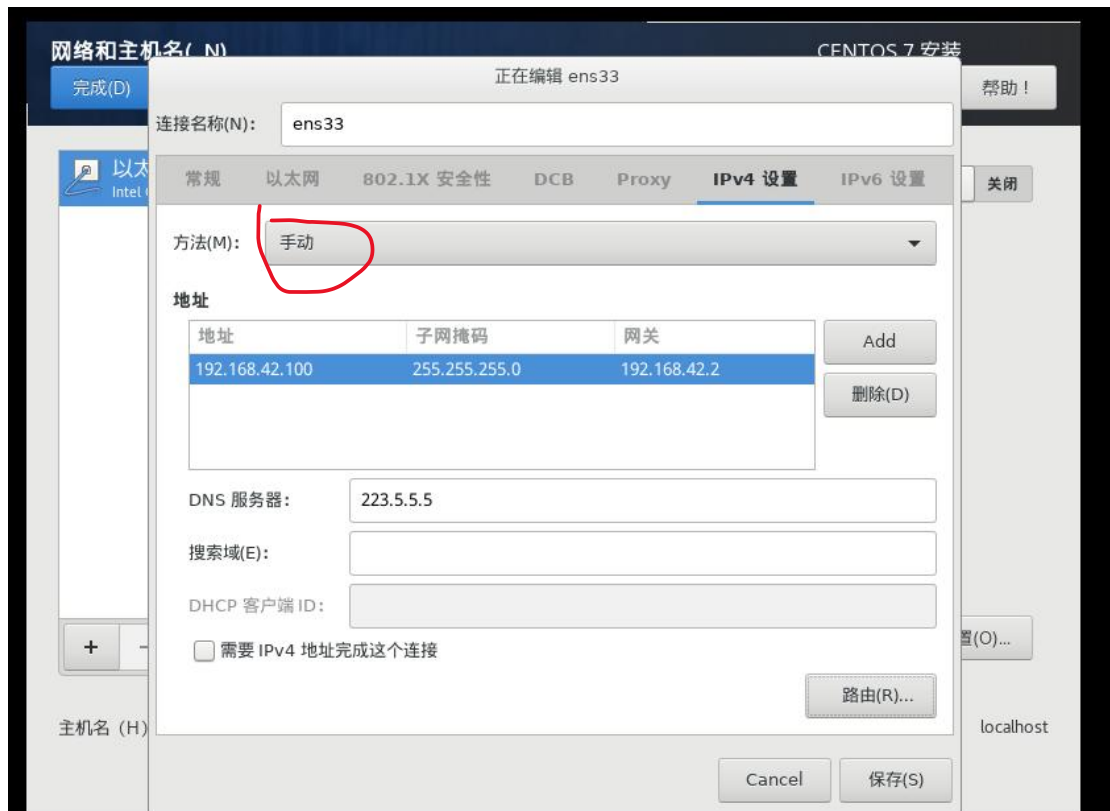 网络和主机名( N)
CENTOS 7 安装
完成(D)
正在编辑 ens33
帮助！
连接名称(N)： ens33
以太
Intel
常规 以太网 802.1X 安全性 DCB Proxy IPv4 设置 IPv6 设置
关闭
方法(M)： 手动
地址
地址 子网掩码 网关
Add
192.168.42.100 255.255.255.0 192.168.42.2
删除(D)
DNS 服务器： 223.5.5.5
搜索域(E)：
DHCP 客户端 ID：
+ -
需要 IPv4 地址完成这个连接
置(O)...
路由(R)...
主机名 (H)
localhost
Cancel 保存(S)